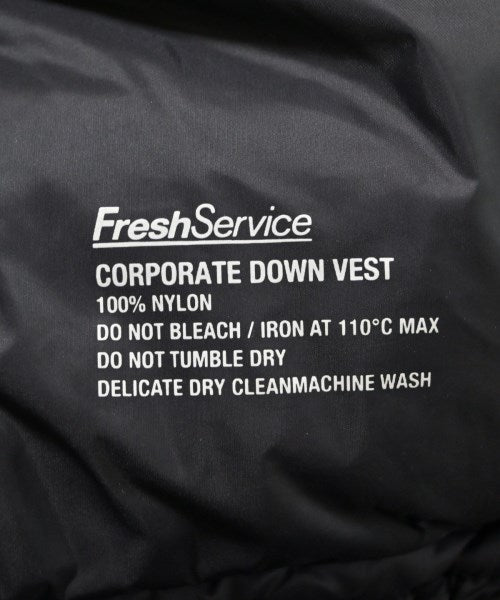 FreshService
CORPORATE DOWN VEST
100% NYLON
DO NOT BLEACH / IRON AT 110°C MAX
DO NOT TUMBLE DRY
DELICATE DRY CLEANMACHINE WASH